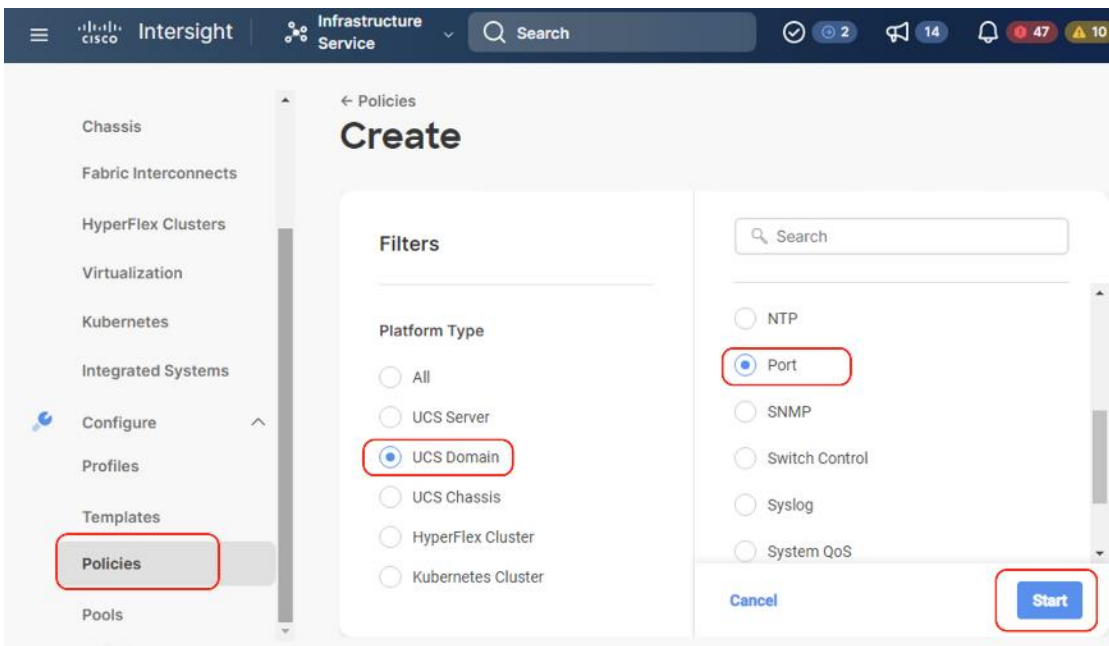 cisco Intersight
Infrastructure
Service
Search
2
14
47
10
Chassis
Fabric Interconnects
HyperFlex Clusters
Virtualization
Kubernetes
Integrated Systems
Configure
Profiles
Templates
Policies
Pools
← Policies
Create
Filters
Platform Type
All
UCS Server
UCS Domain
UCS Chassis
HyperFlex Cluster
Kubernetes Cluster
Search
NTP
Port
SNMP
Switch Control
Syslog
System QoS
Cancel
Start